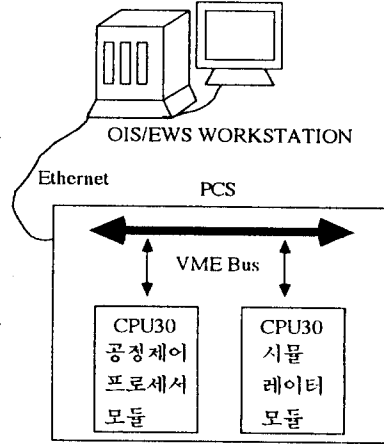 OIS/EWS WORKSTATION
Ethernet
PCS
VME Bus
CPU30
공정제어
프로세서
모듈
CPU30
시뮬
레이터
모듈